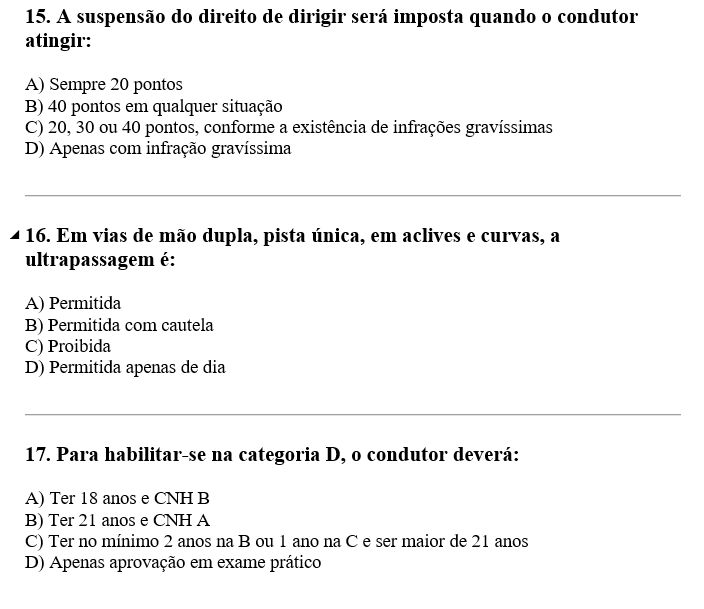 15. A suspensão do direito de dirigir será imposta quando o condutor
atingir:
A) Sempre 20 pontos
B) 40 pontos em qualquer situação
C) 20, 30 ou 40 pontos, conforme a existência de infrações gravíssimas
D) Apenas com infração gravíssima
16. Em vias de mão dupla, pista única, em aclives e curvas, a
ultrapassagem é:
A) Permitida
B) Permitida com cautela
C) Proibida
D) Permitida apenas de dia
17. Para habilitar-se na categoria D, o condutor deverá:
A) Ter 18 anos e CNH B
B) Ter 21 anos e CNH A
C) Ter no mínimo 2 anos na B ou 1 ano na C e ser maior de 21 anos
D) Apenas aprovação em exame prático